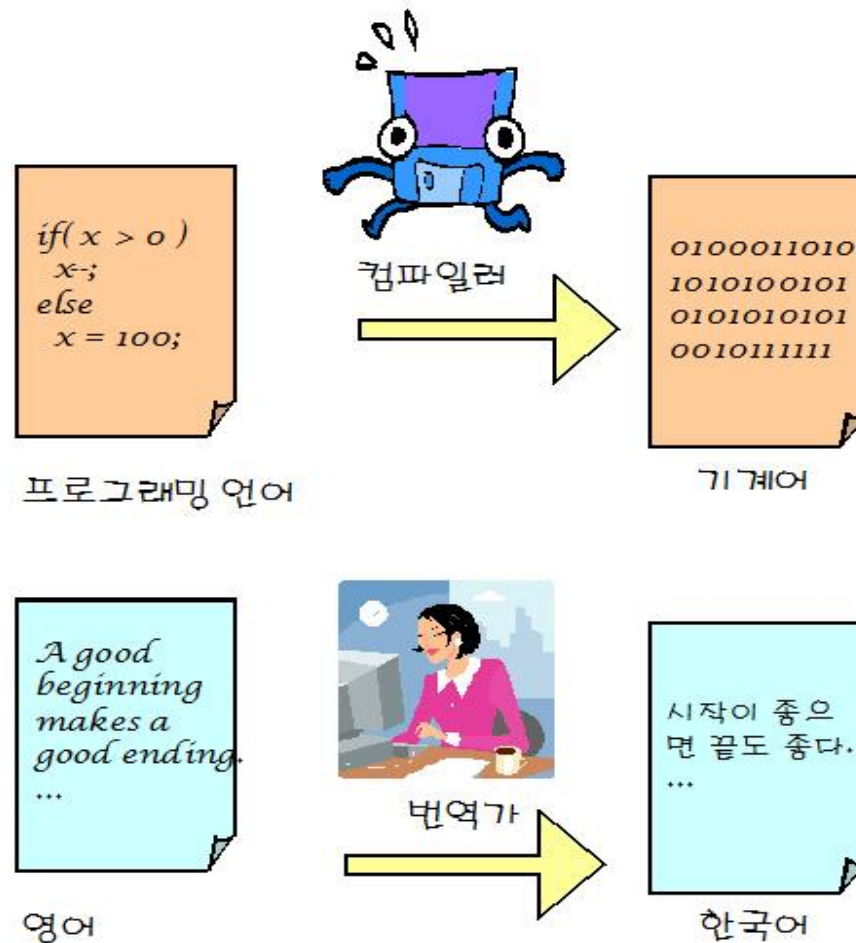 if( x > 0 )
x--;
else
x = 100;
컴파일러
0100011010
1010100101
0101010101
0010111111
프로그래밍 언어
기계어
A good
beginning
makes a
good ending.
...
번역가
시작이 좋으
면 끝도 좋다.
...
영어
한국어